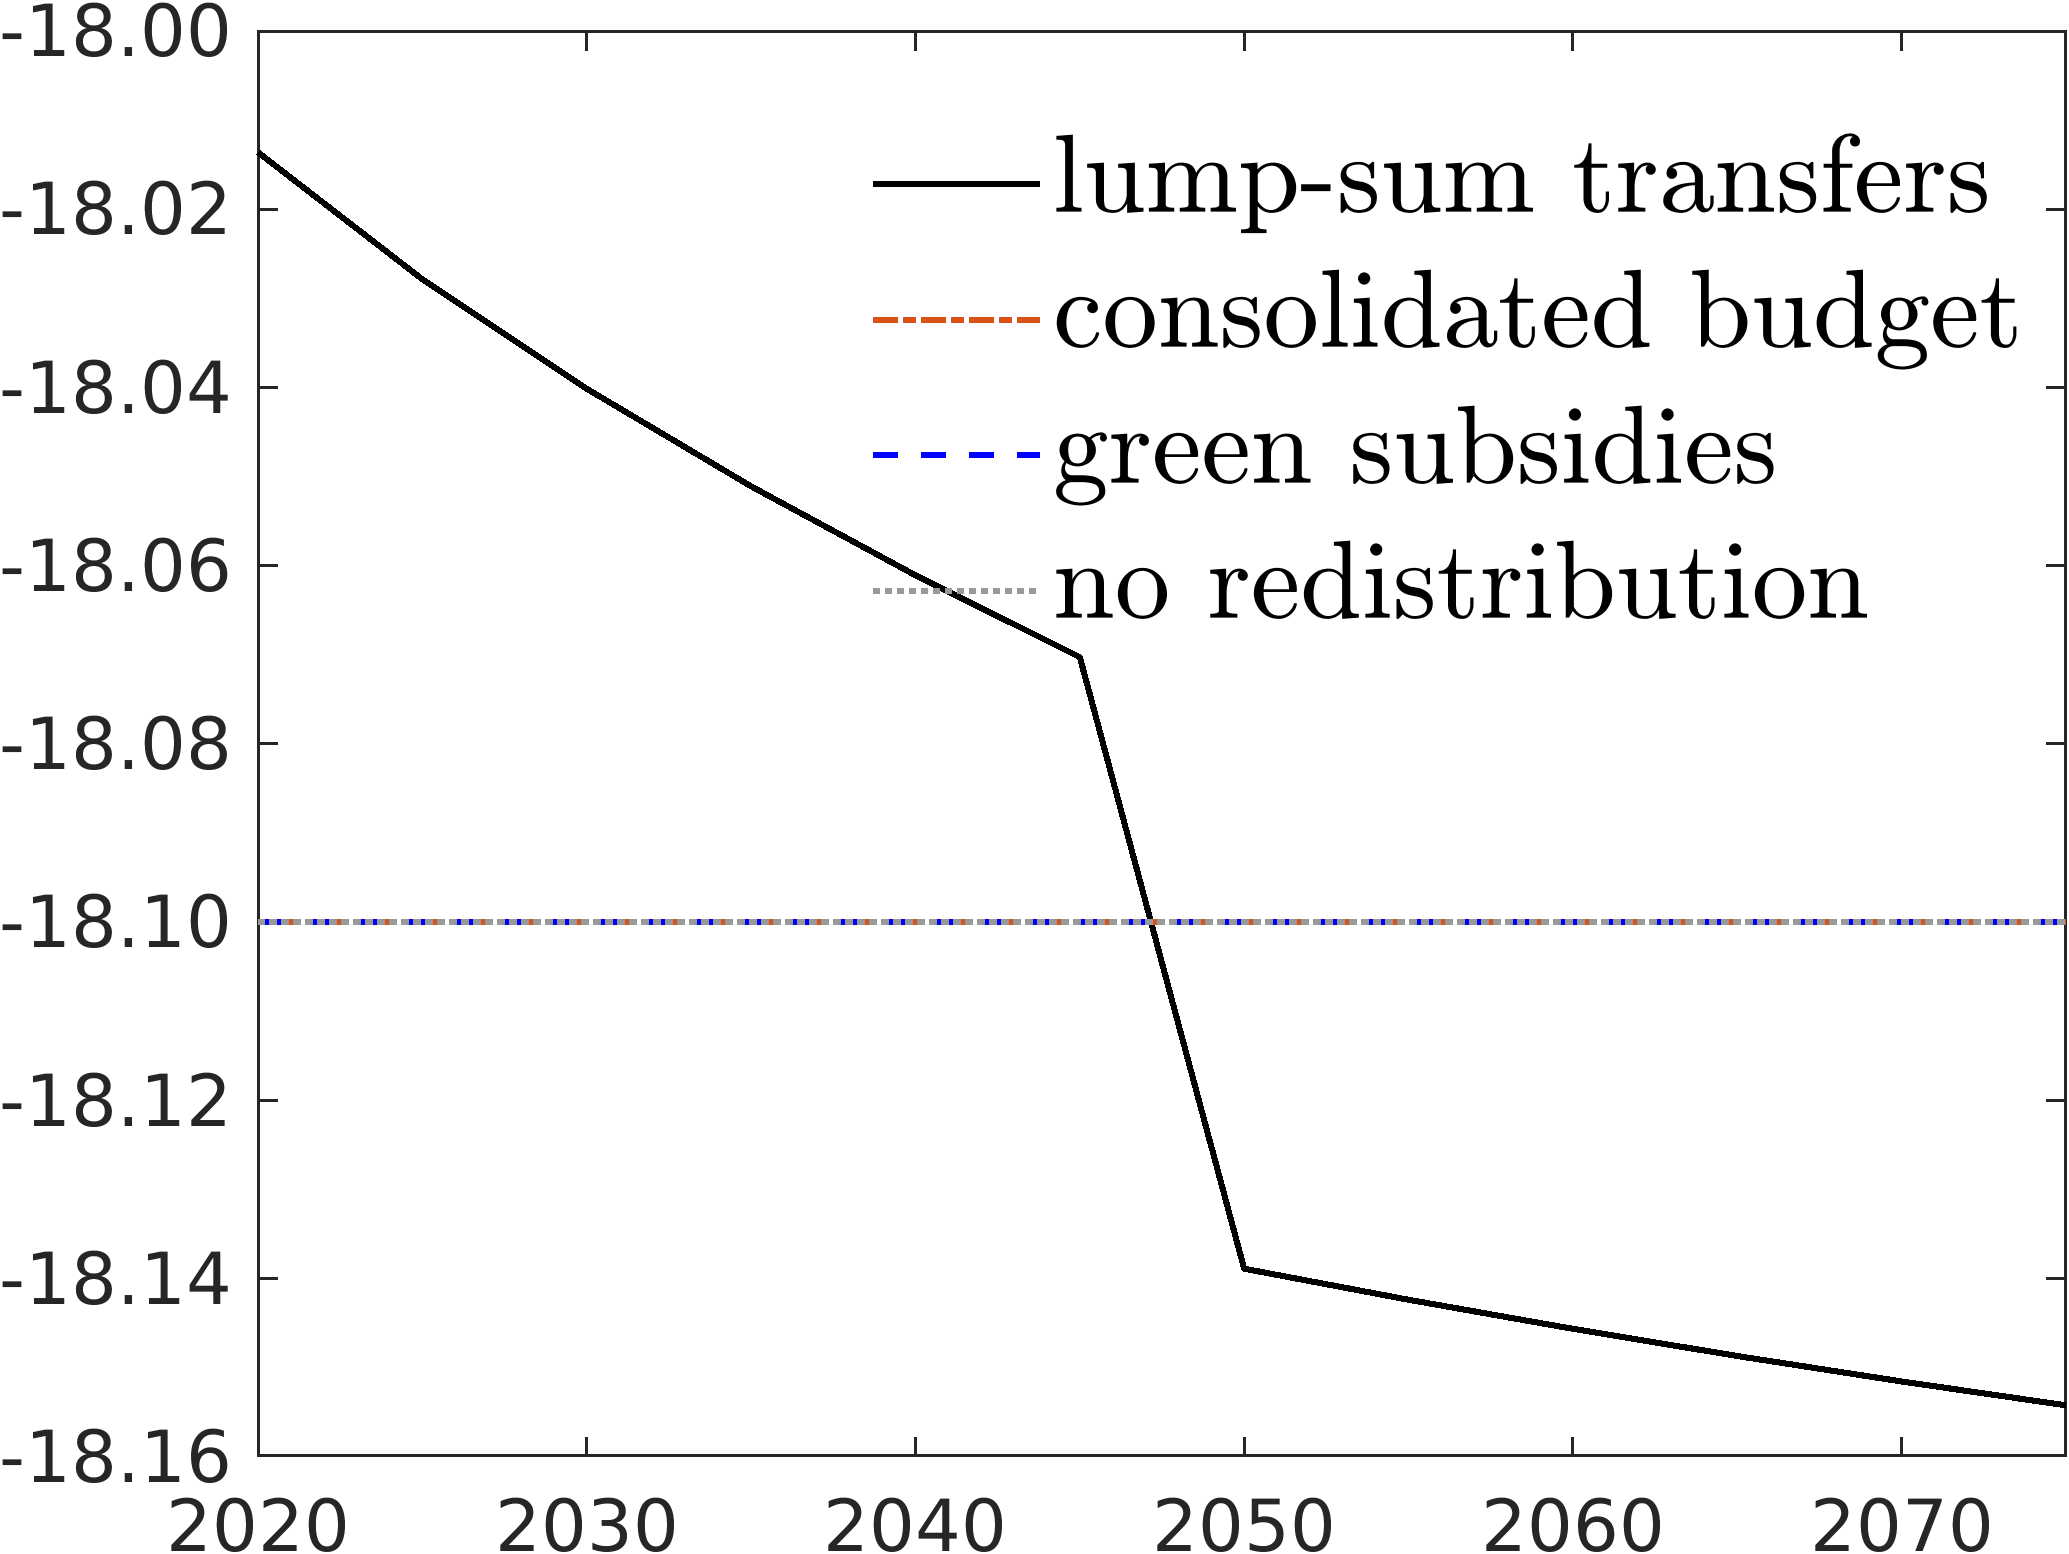 -18.00
-18.02
-18.04
-18.06
-18.08
-18.10
-18.12
-18.14
-18.16
2020 2030 2040 2050 2060 2070
lump-sum transfers
consolidated budget
green subsidies
no redistribution